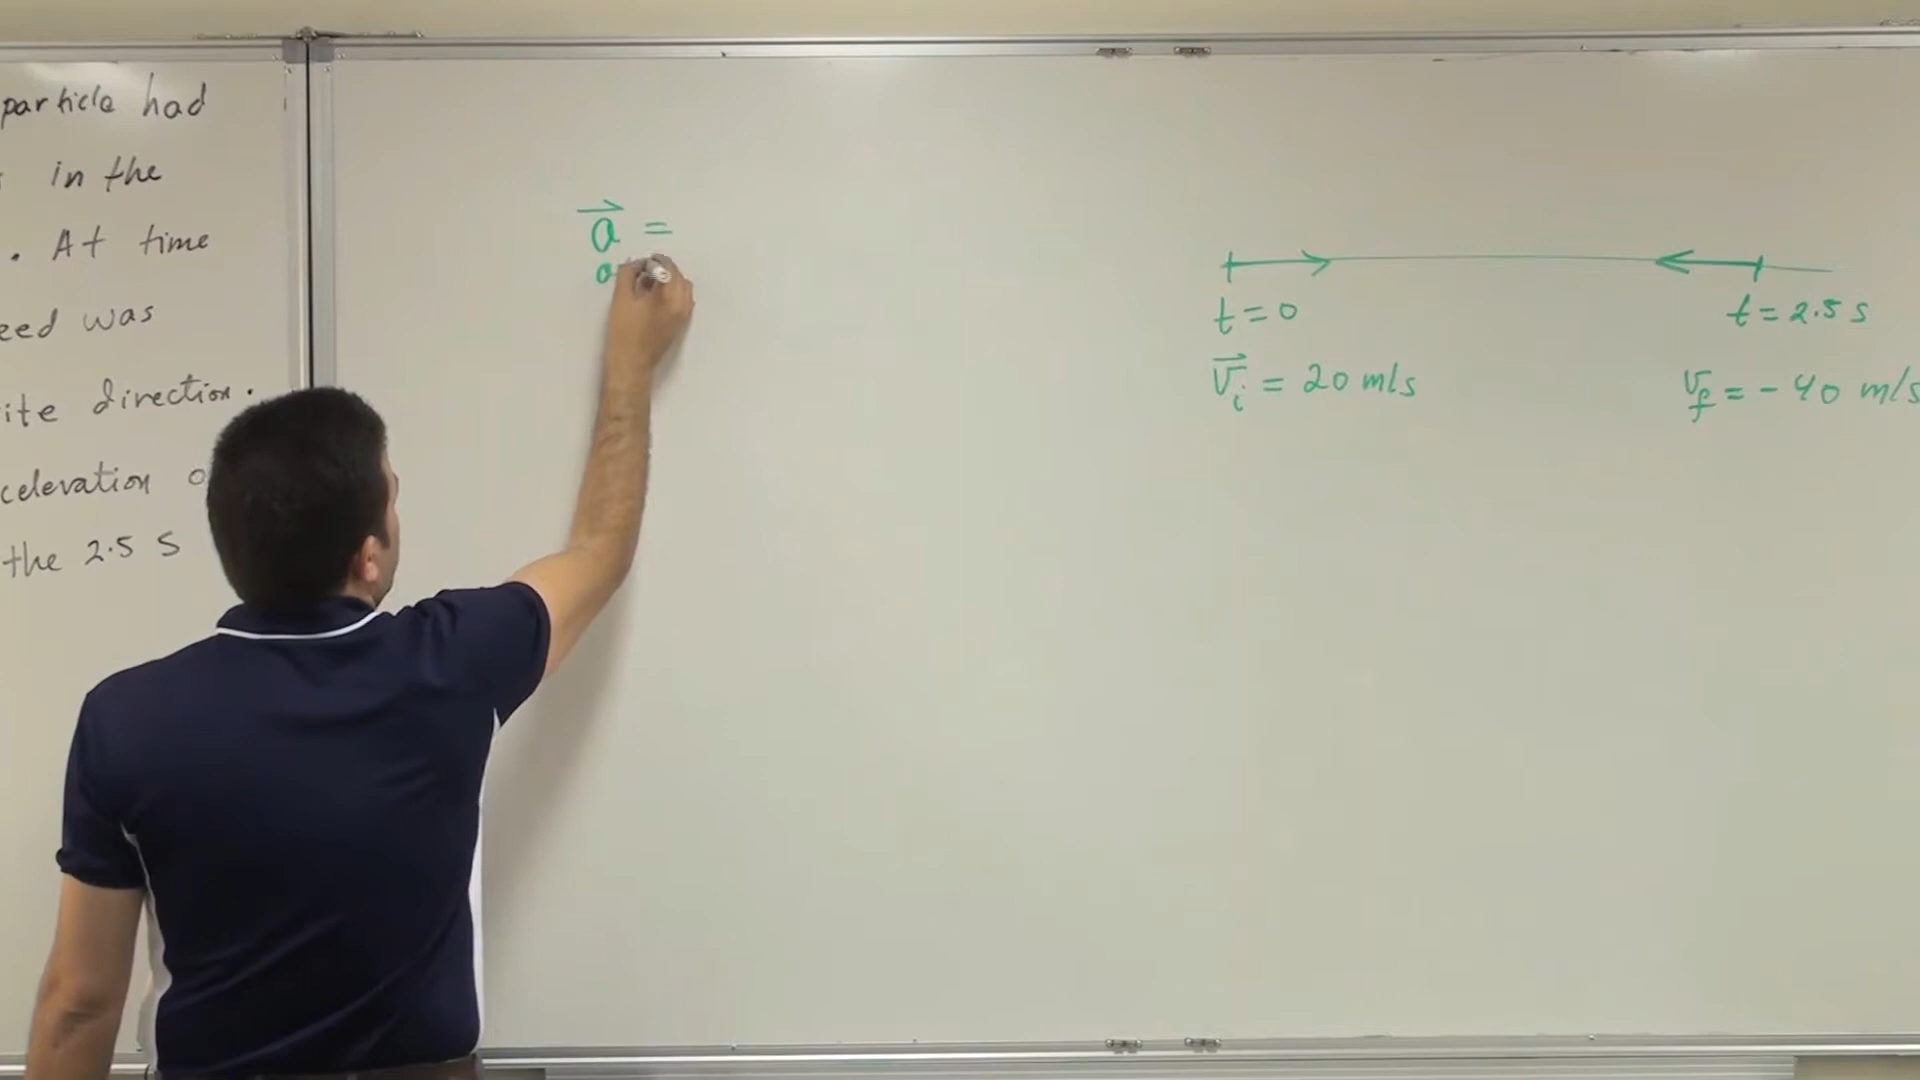 particle had
in the
. At time
eed was
ite direction.
celeration
the 2.5 s
a⃗ =
t = 0
t = 2.5 s
v⃗i = 20 m/s
vf = - 40 m/s